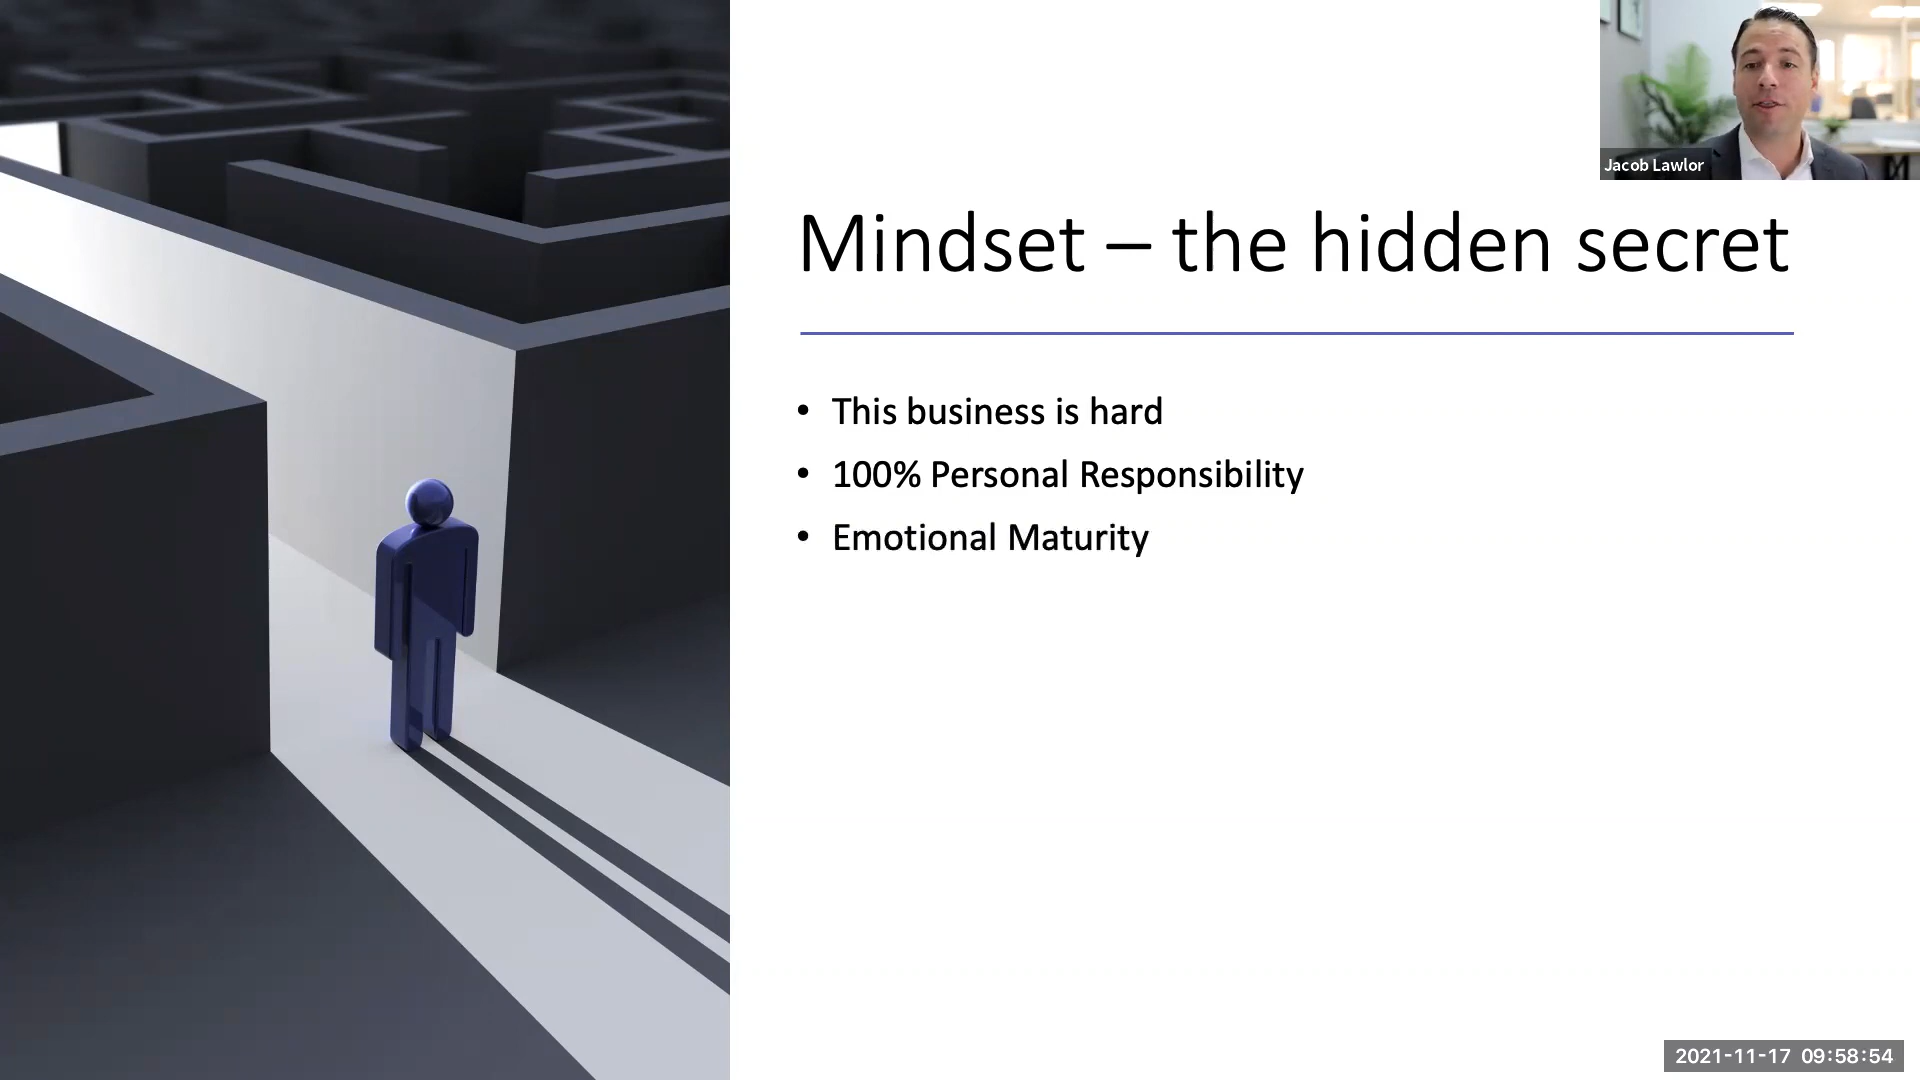 Jacob Lawlor
Mindset – the hidden secret
• This business is hard
• 100% Personal Responsibility
• Emotional Maturity
2021-11-17 09:58:54